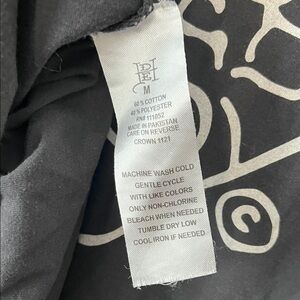 M
60 % COTTON
40 % POLYESTER
RN# 111052
MADE IN PAKISTAN
CARE ON REVERSE
CROWN 1121
MACHINE WASH COLD
GENTLE CYCLE
WITH LIKE COLORS
ONLY NON-CHLORINE
BLEACH WHEN NEEDED
TUMBLE DRY LOW
COOL IRON IF NEEDED